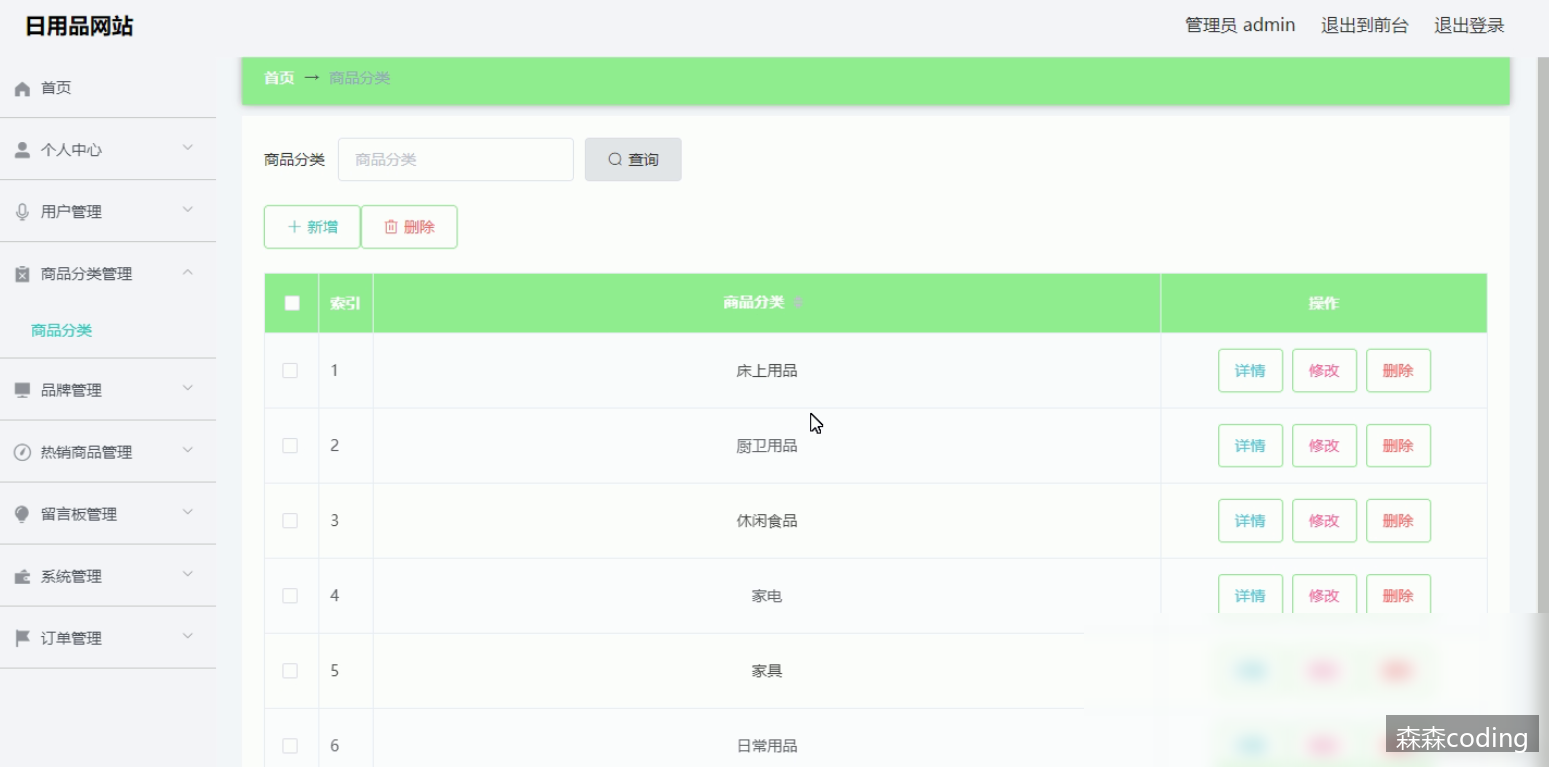 日用品网站
管理员 admin 退出到前台 退出登录
首页
个人中心
用户管理
商品分类管理
商品分类
品牌管理
热销商品管理
留言板管理
系统管理
订单管理
首页 → 商品分类
商品分类 商品分类 查询
新增 删除
索引 商品分类 操作
1 床上用品 详情 修改 删除
2 厨卫用品 详情 修改 删除
3 休闲食品 详情 修改 删除
4 家电 详情 修改 删除
5 家具
6 日常用品
森森coding